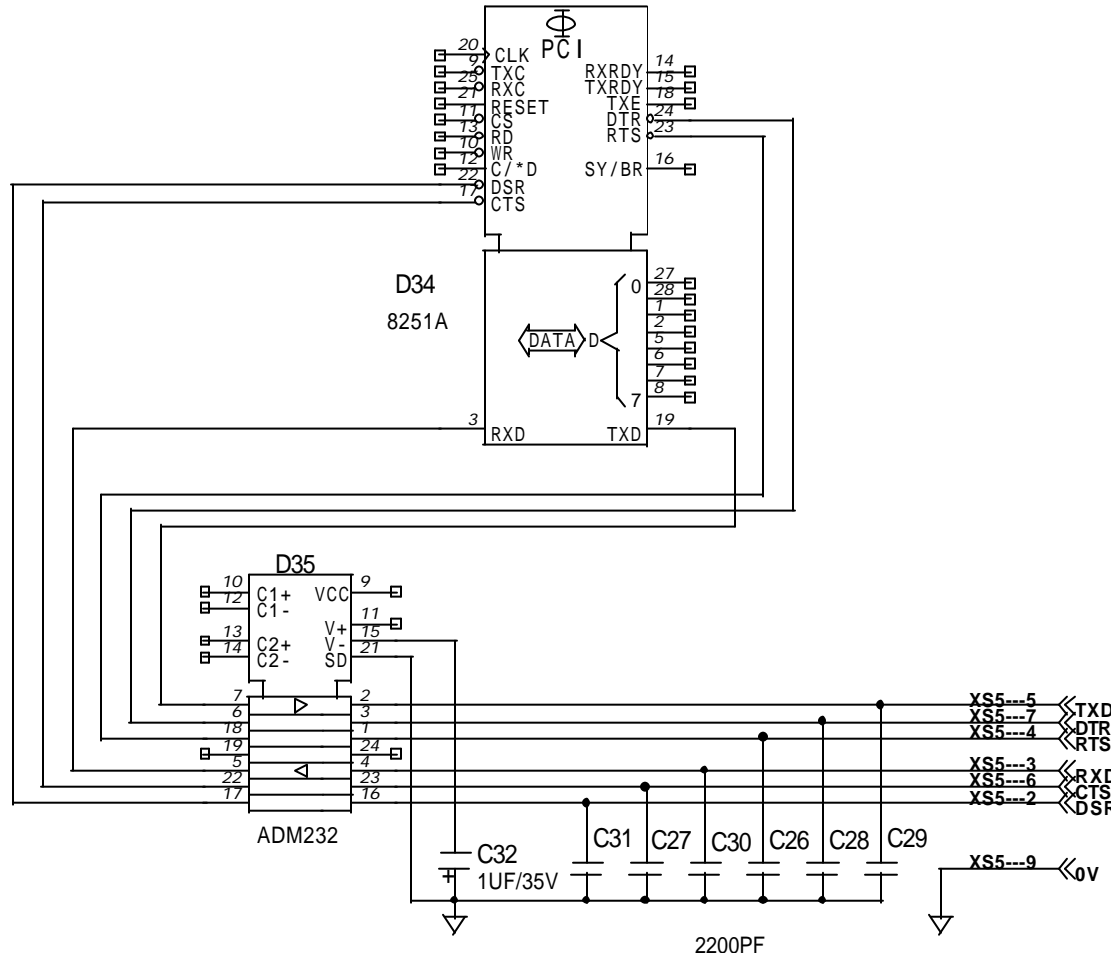 PCI
20 CLK
9 TXC
25 RXC
21 RESET
11 CS
13 RD
10 WR
12 C/*D
22 DSR
17 CTS
RXRDY 14
TXRDY 15
TXE 18
DTR 24
RTS 23
SY/BR 16
D34
8251A
DATA D
0
7
27
28
1
2
5
6
7
8
3 RXD
TXD 19
D35
10 C1+
12 C1-
13 C2+
14 C2-
VCC 9
V+ 11
V- 15
SD 21
7 2
6 3
18 1
19 24
5 4
22 23
17 16
ADM232
XS5---5 TXD
XS5---7 DTR
XS5---4 RTS
XS5---3 RXD
XS5---6 CTS
XS5---2 DSR
XS5---9 0V
C32
1UF/35V
+
C31
C27
C30
C26
C28
C29
2200PF